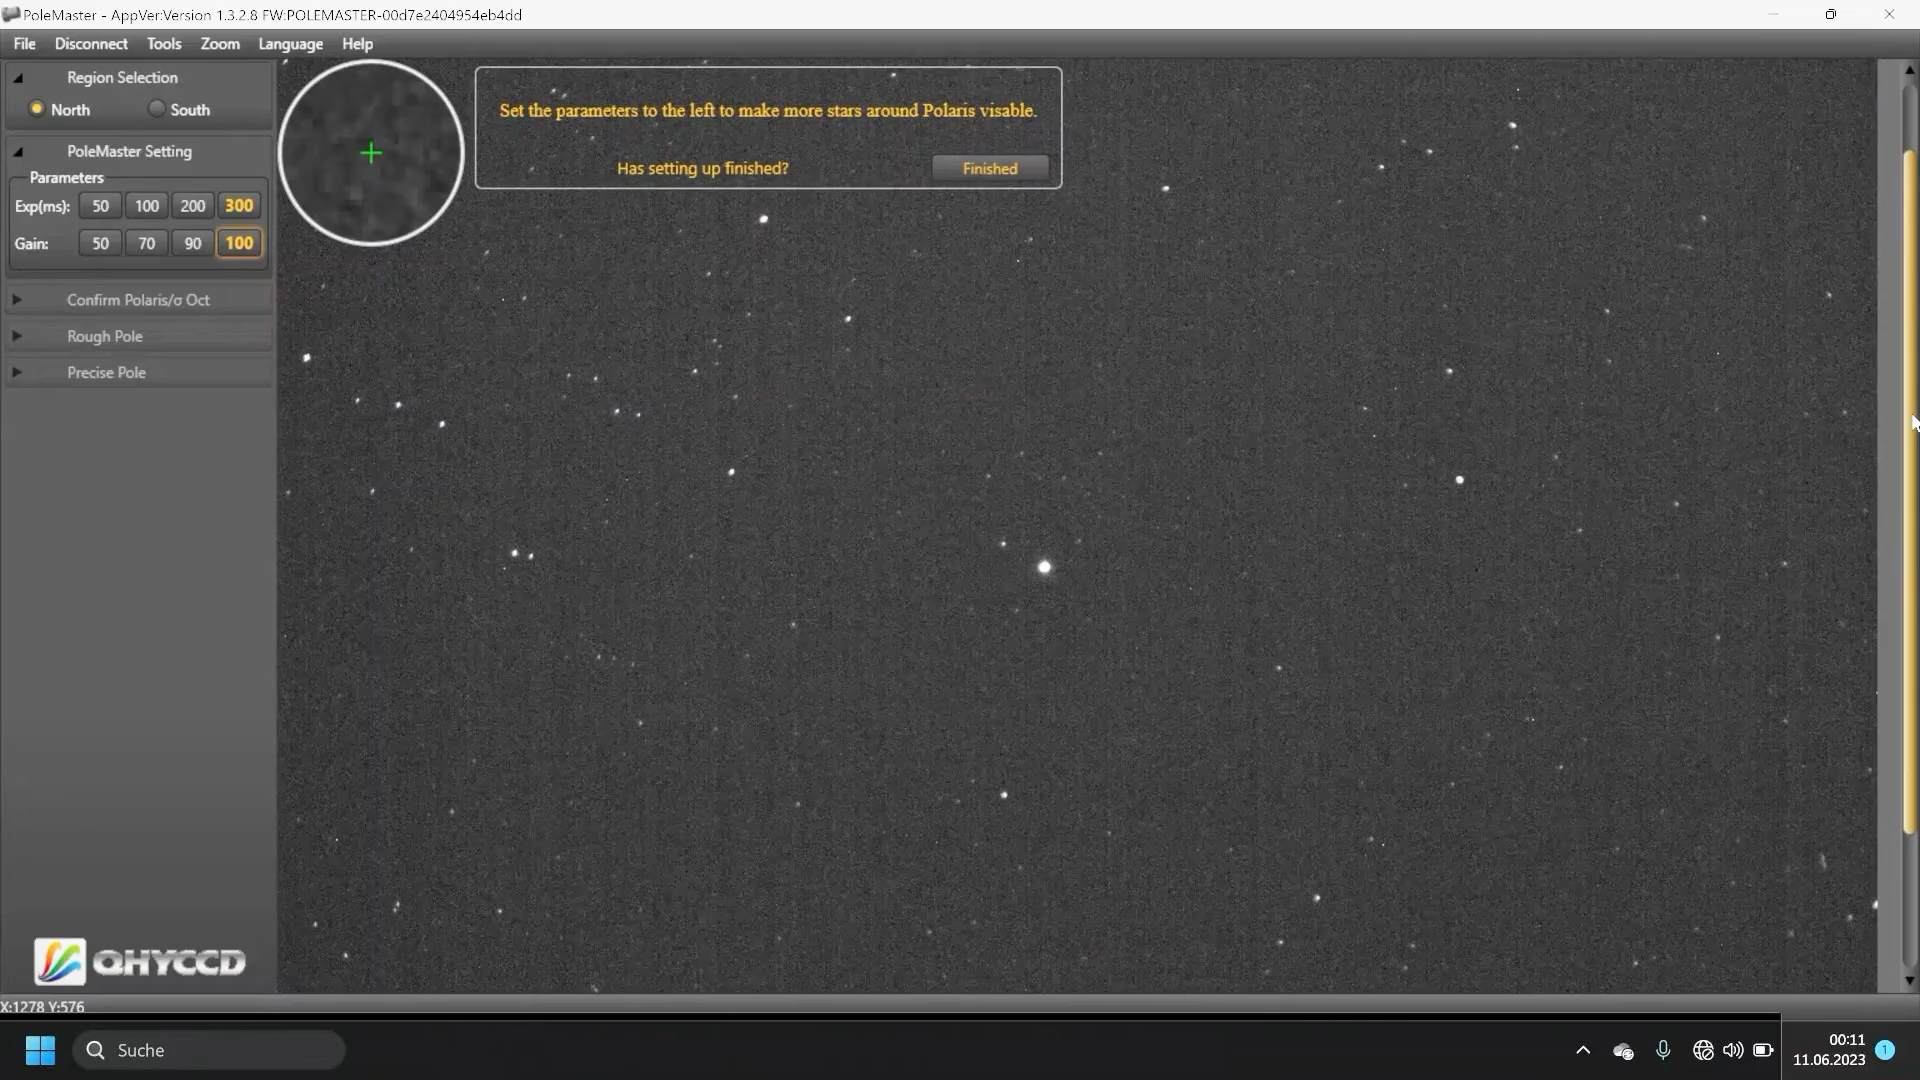 PoleMaster - AppVer:Version 1.3.2.8 FW:POLEMASTER-00d7e2404954eb4dd
File Disconnect Tools Zoom Language Help
Region Selection
North South
PoleMaster Setting
Parameters
Exp(ms): 50 100 200 300
Gain: 50 70 90 100
Confirm Polaris/σ Oct
Rough Pole
Precise Pole
Set the parameters to the left to make more stars around Polaris visable.
Has setting up finished? Finished
QHYCCD
X:1278 Y:576
Suche
00:11
11.06.2023 1